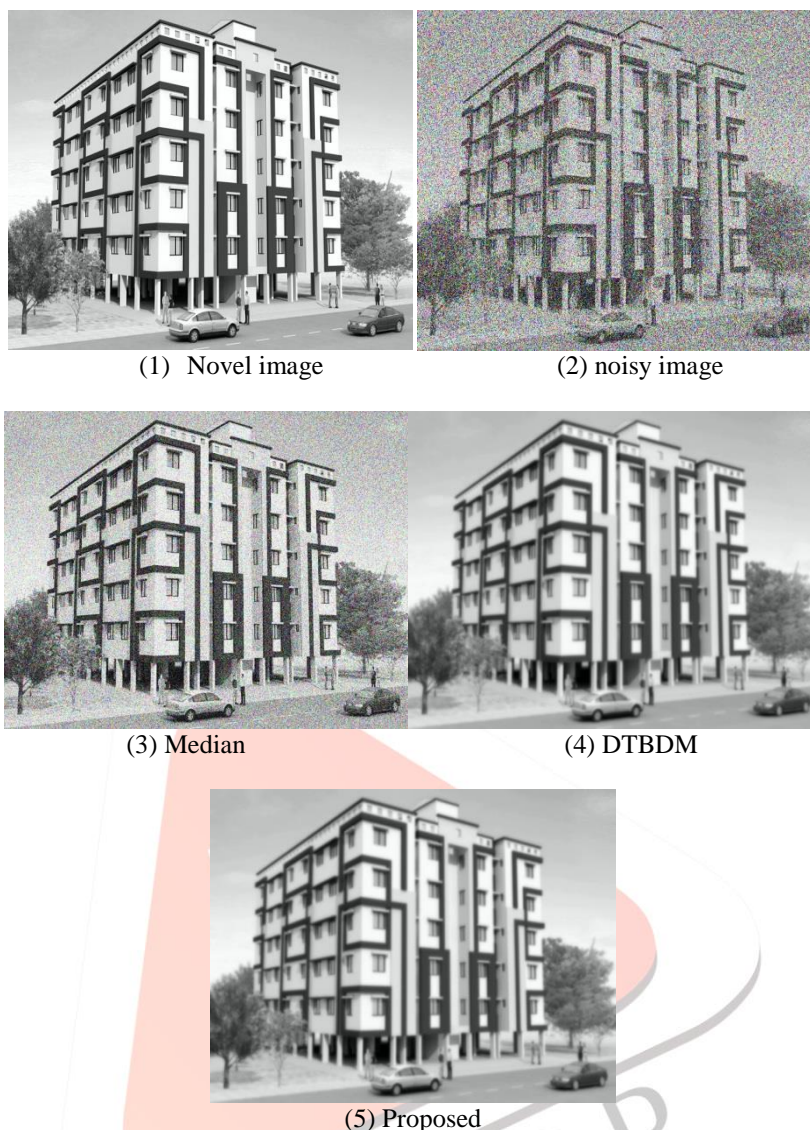 (1) Novel image
(2) noisy image
(3) Median
(4) DTBDM
(5) Proposed